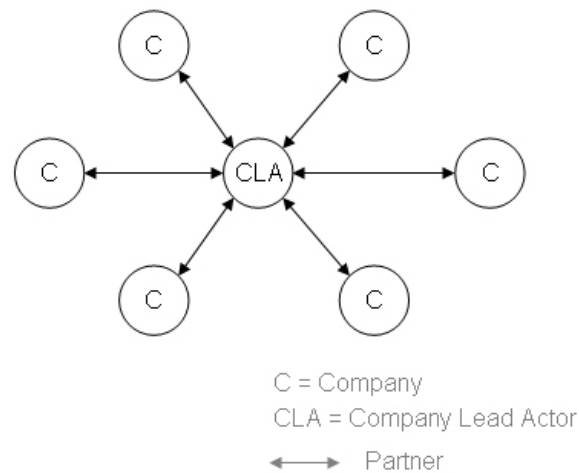 C C
C CLA C
C C
C = Company
CLA = Company Lead Actor
Partner